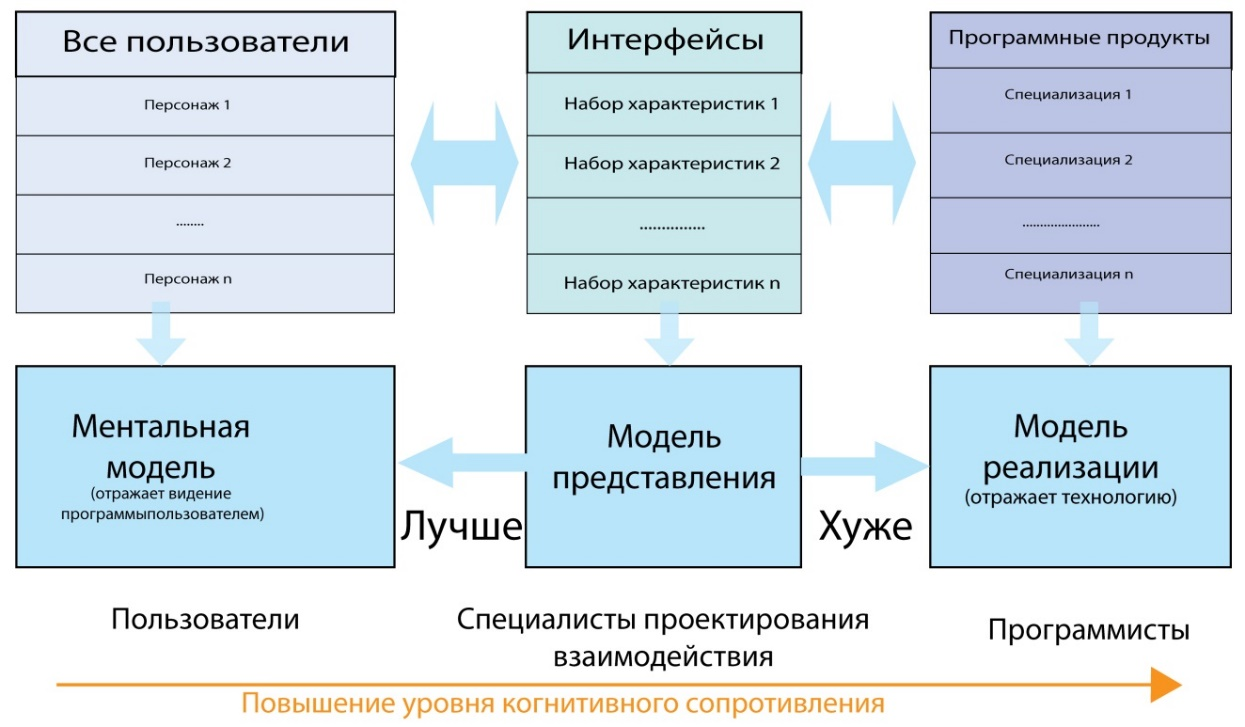 Все пользователи
Персонаж 1
Персонаж 2
........
Персонаж n
Интерфейсы
Набор характеристик 1
Набор характеристик 2
...............
Набор характеристик n
Программные продукты
Специализация 1
Специализация 2
......................
Специализация n
Ментальная
модель
(отражает видение
программыпользователем)
Лучше
Модель
представления
Хуже
Модель
реализации
(отражает технологию)
Пользователи
Специалисты проектирования
взаимодействия
Программисты
Повышение уровня когнитивного сопротивления